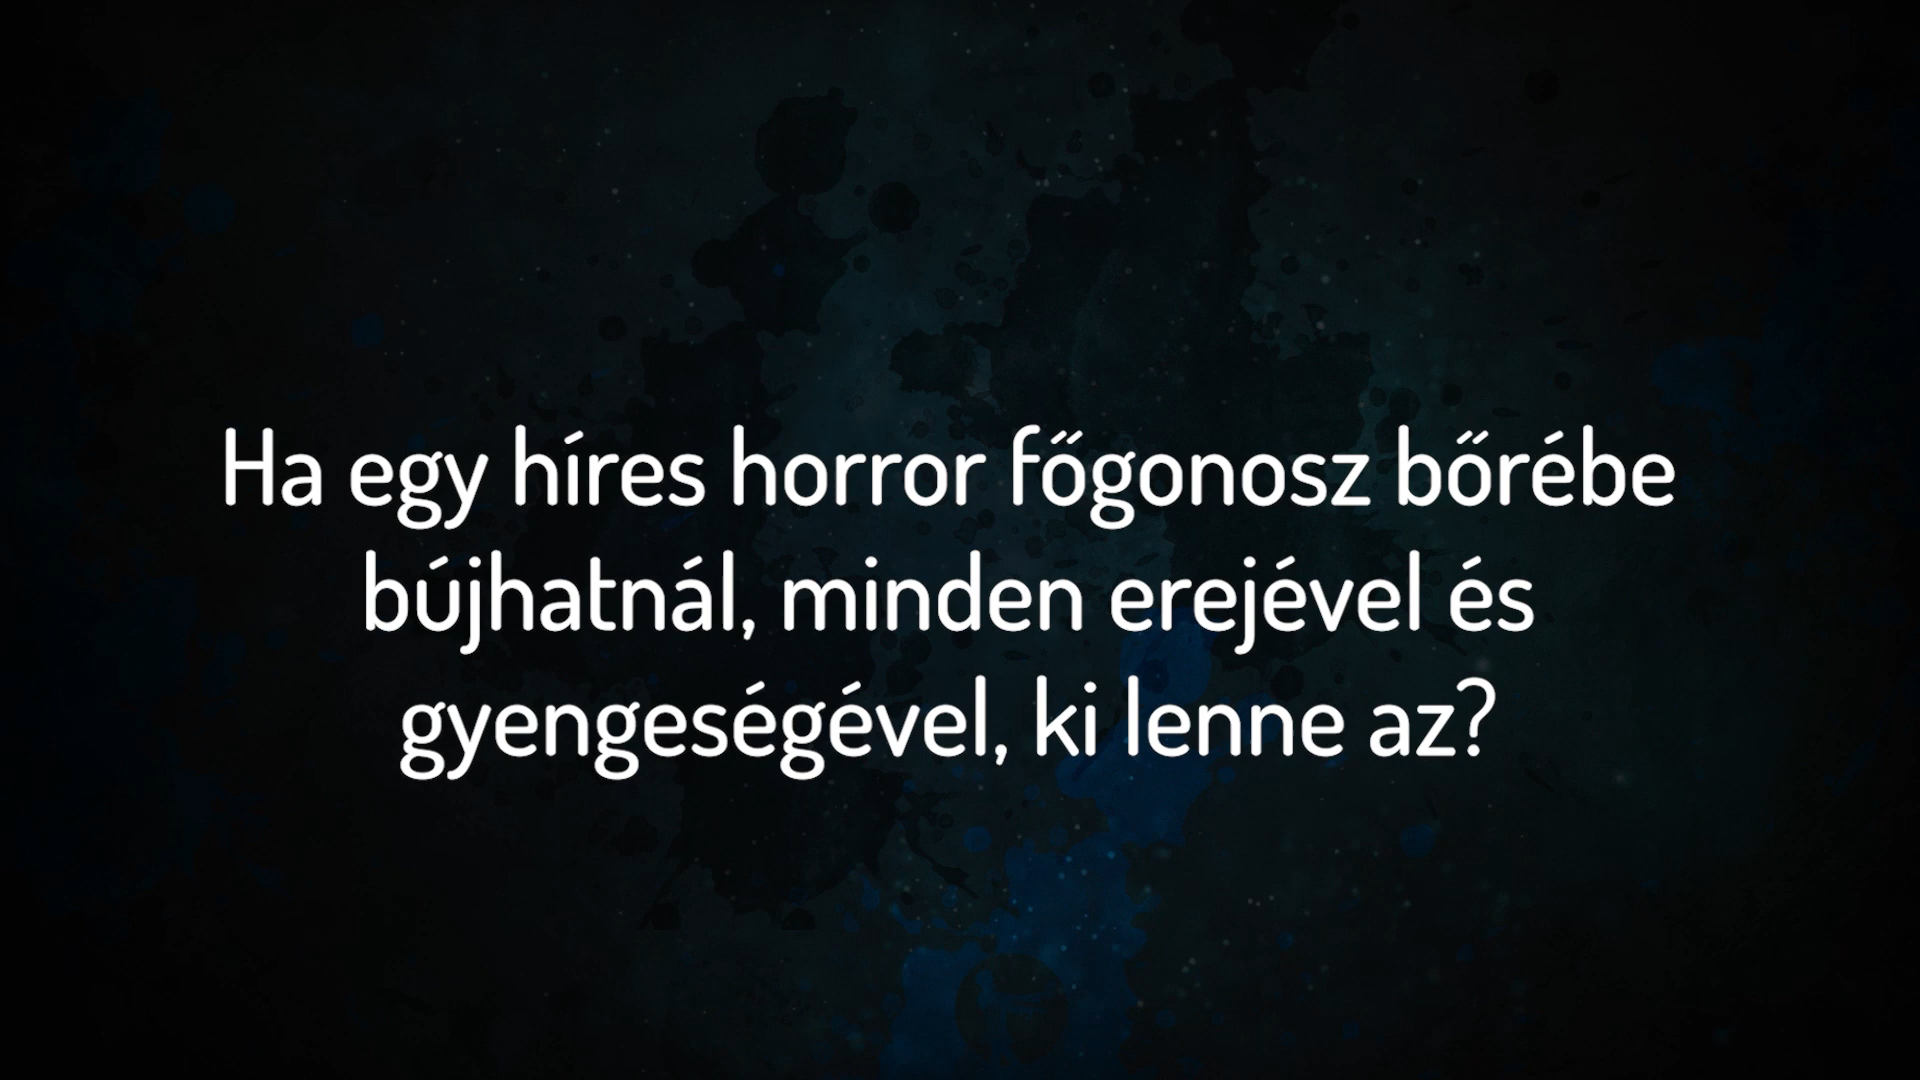 Ha egy híres horror főgonosz bőrébe
bújhatnál, minden erejével és
gyengeségével, ki lenne az?